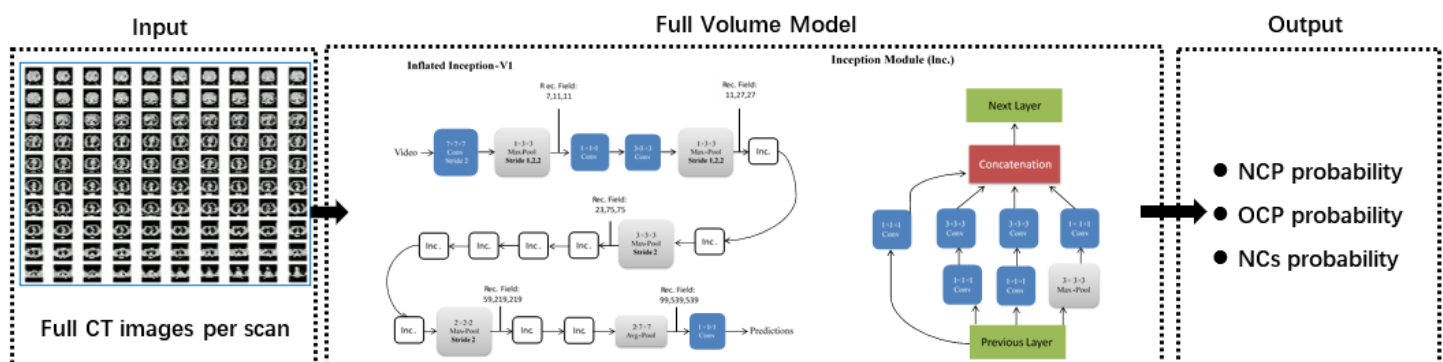 Input
Full Volume Model
Output
Inflated Inception-V1
Inception Module (Inc.)
Rec. Field:
7,11,11
Rec. Field:
11,27,27
Video
7×7×7
Conv
Stride 2
1×3×3
Max-Pool
Stride 1,2,2
1×1×1
Conv
3×3×3
Conv
1×3×3
Max-Pool
Stride 1,2,2
Inc.
Rec. Field:
23,75,75
Inc.
Inc.
Inc.
Inc.
Inc.
3×3×3
Max-Pool
Stride 2
Inc.
Rec. Field:
59,219,219
Rec. Field:
99,539,539
Inc.
2×2×2
Max-Pool
Stride 2
Inc.
Inc.
2×7×7
Avg-Pool
1×1×1
Conv
Predictions
Next Layer
Concatenation
1×1×1
Conv
3×3×3
Conv
3×3×3
Conv
1×1×1
Conv
1×1×1
Conv
1×1×1
Conv
3×3×3
Max-Pool
Previous Layer
Full CT images per scan
● NCP probability
● OCP probability
● NCs probability